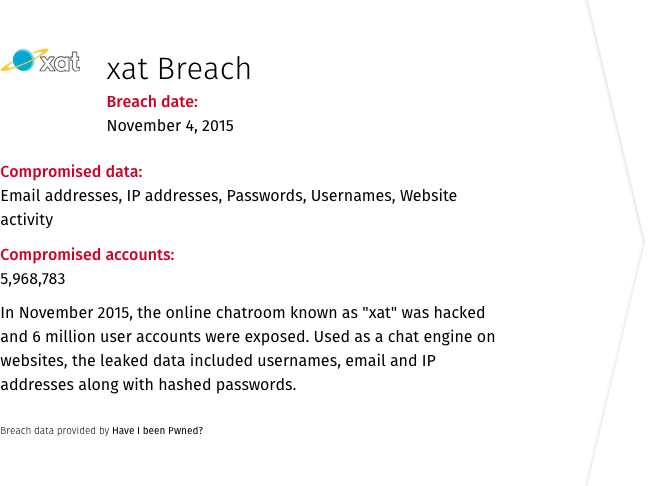 xat
xat Breach
Breach date:
November 4, 2015
Compromised data:
Email addresses, IP addresses, Passwords, Usernames, Website
activity
Compromised accounts:
5,968,783
In November 2015, the online chatroom known as "xat" was hacked
and 6 million user accounts were exposed. Used as a chat engine on
websites, the leaked data included usernames, email and IP
addresses along with hashed passwords.
Breach data provided by Have I been Pwned?